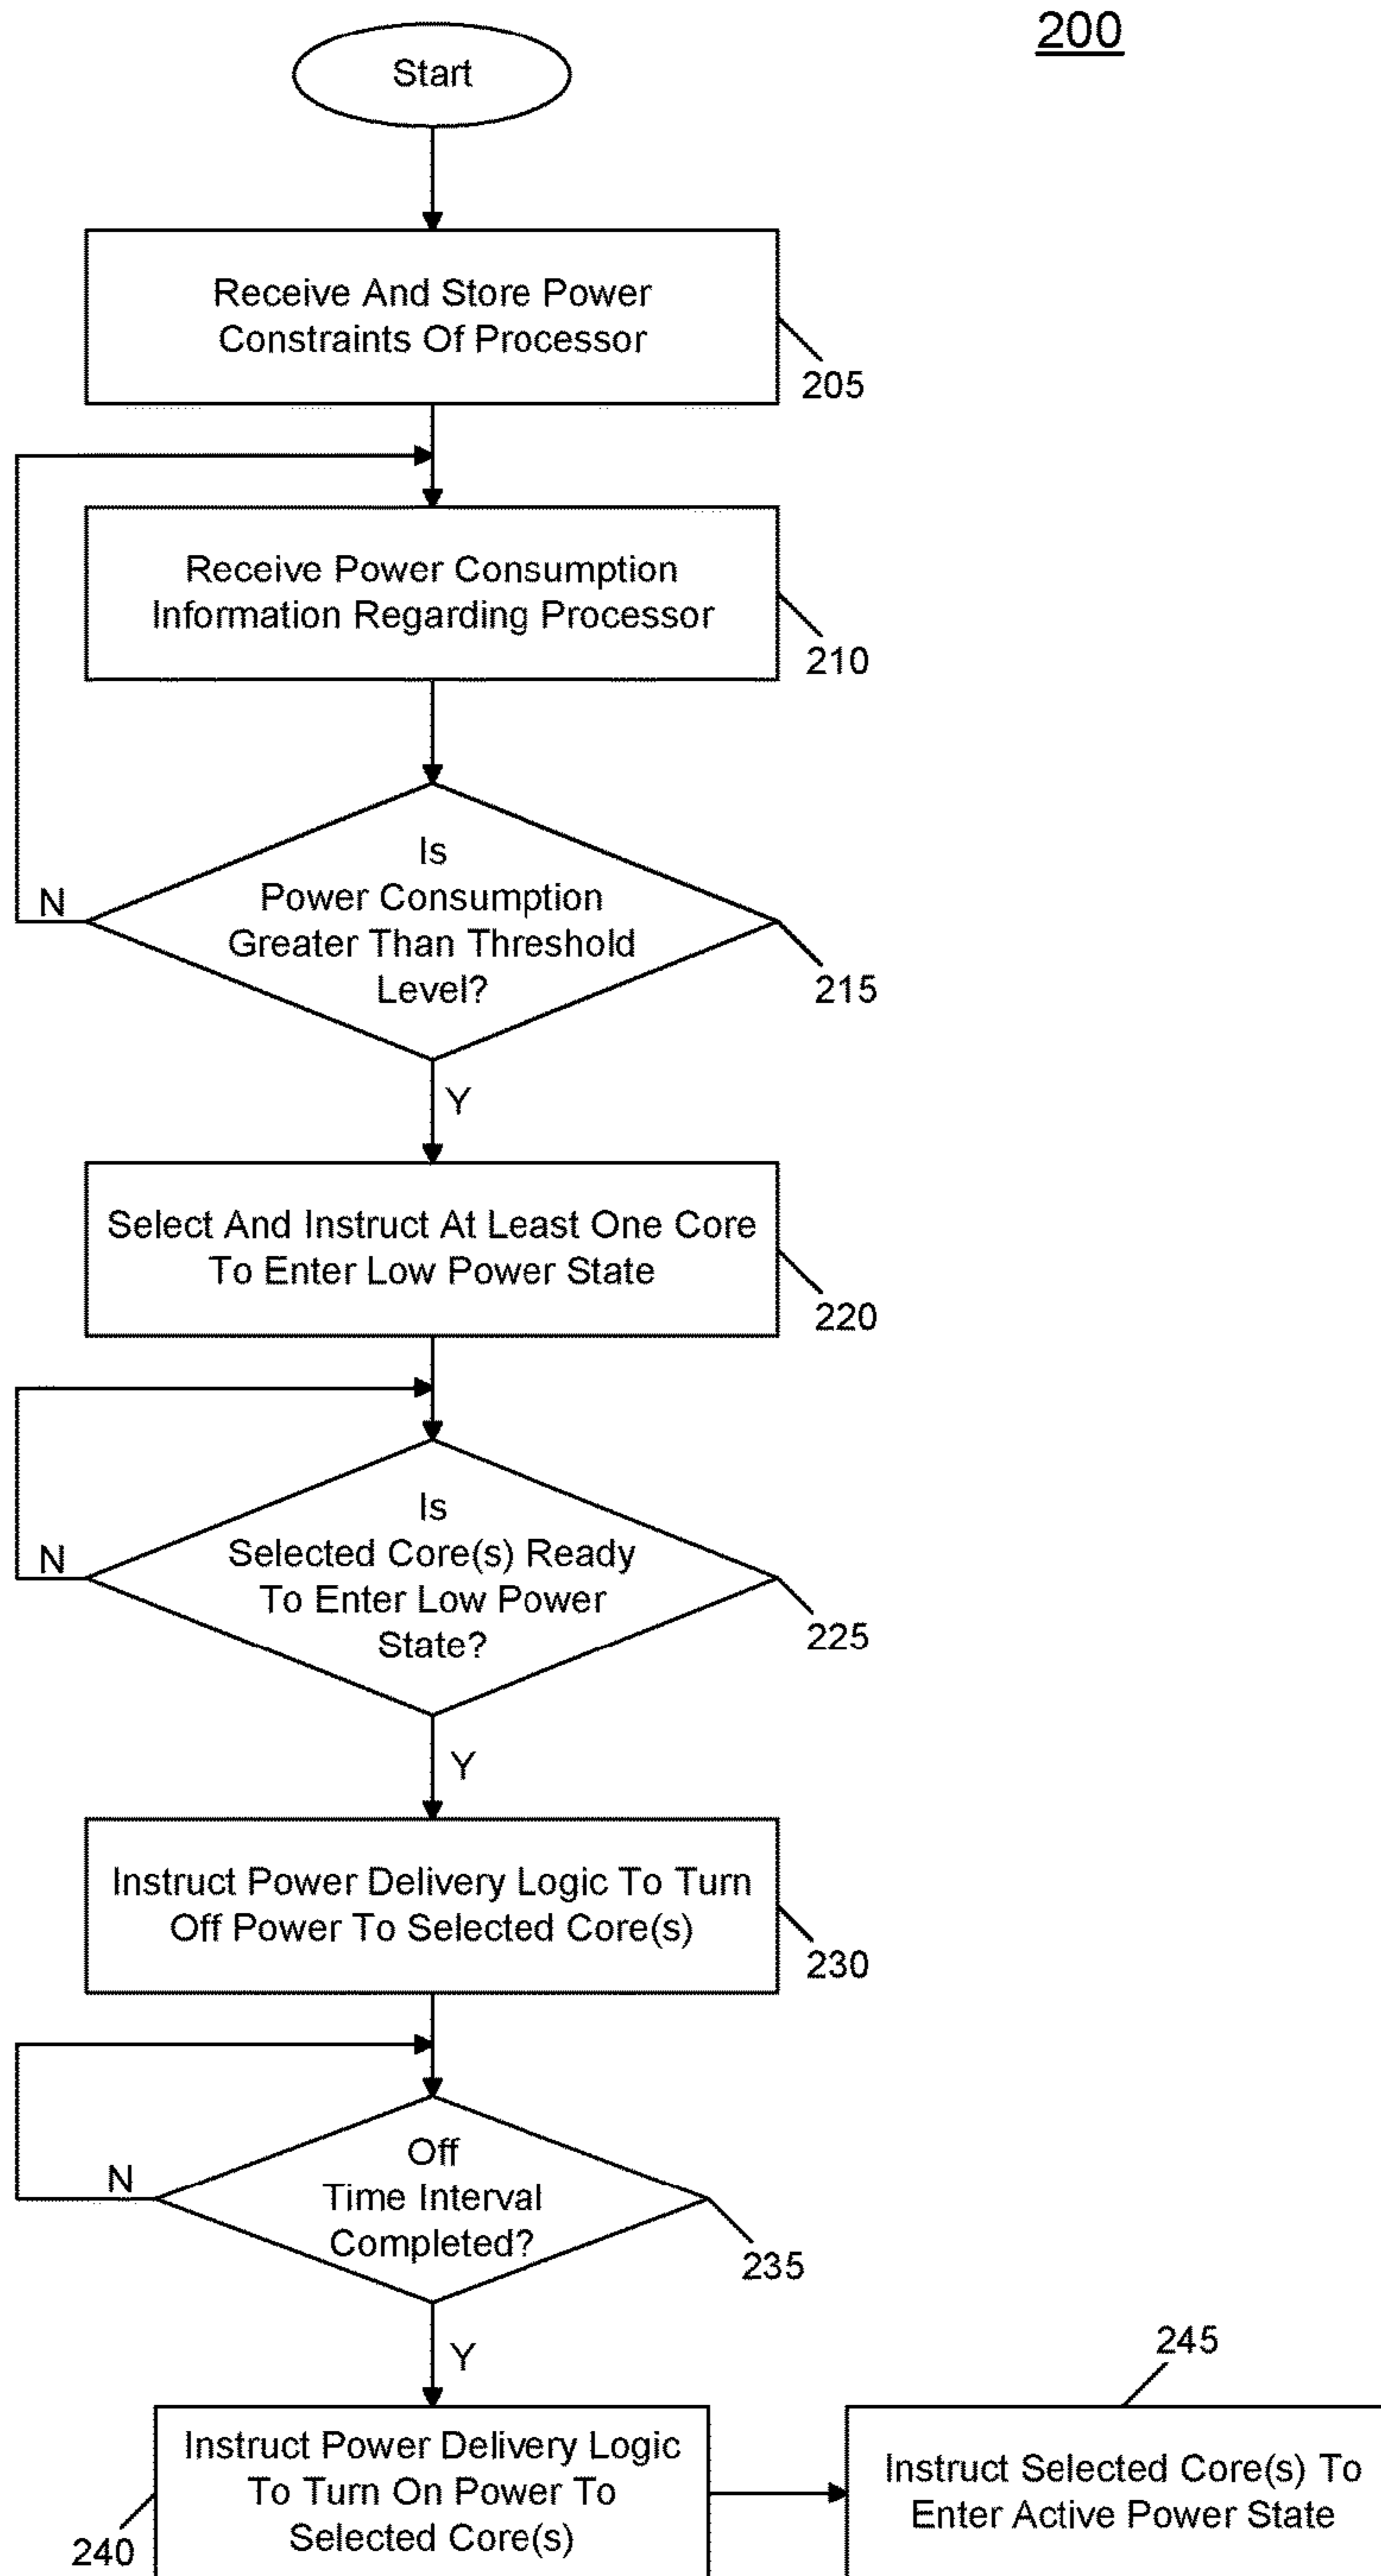 200
Start
Receive And Store Power
Constraints Of Processor
205
Receive Power Consumption
Information Regarding Processor
210
Is
Power Consumption
Greater Than Threshold
Level?
N
215
Y
Select And Instruct At Least One Core
To Enter Low Power State
220
Is
Selected Core(s) Ready
To Enter Low Power
State?
N
225
Y
Instruct Power Delivery Logic To Turn
Off Power To Selected Core(s)
230
Off
Time Interval
Completed?
N
235
Y
Instruct Power Delivery Logic
To Turn On Power To
Selected Core(s)
240
245
Instruct Selected Core(s) To
Enter Active Power State